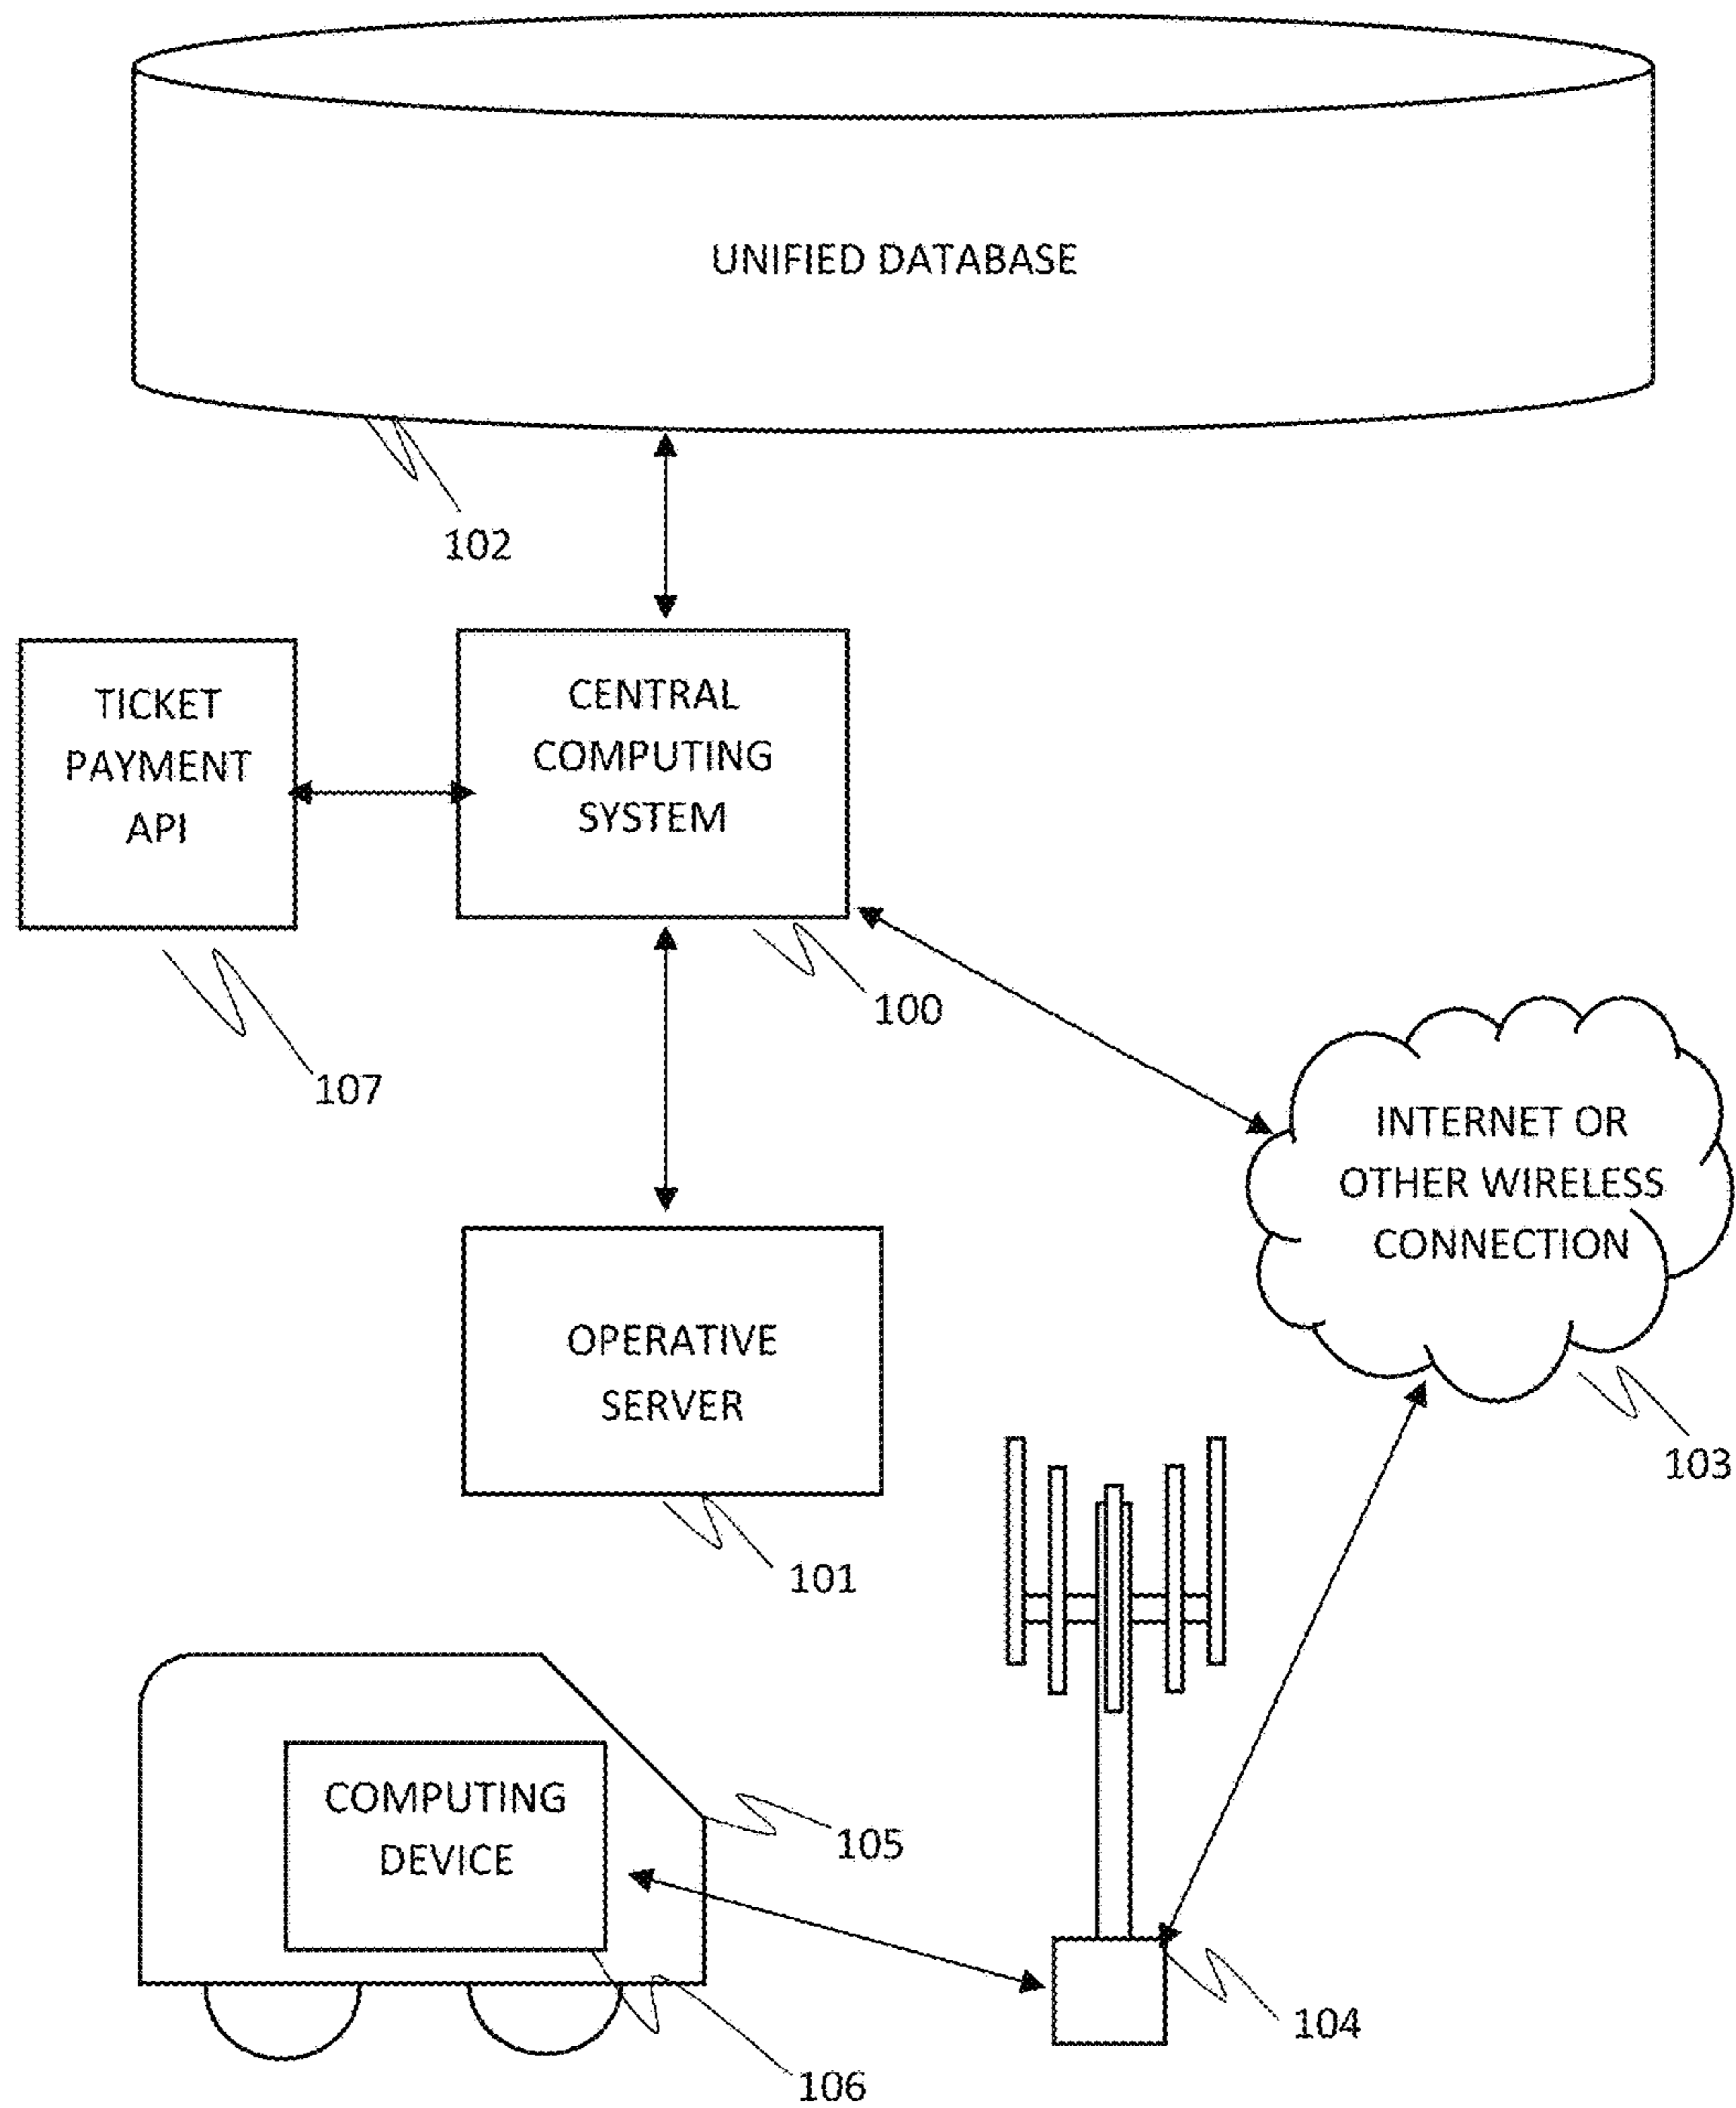 UNIFIED DATABASE
102
TICKET
PAYMENT
API
107
CENTRAL
COMPUTING
SYSTEM
100
INTERNET OR
OTHER WIRELESS
CONNECTION
103
OPERATIVE
SERVER
101
COMPUTING
DEVICE
105
104
106